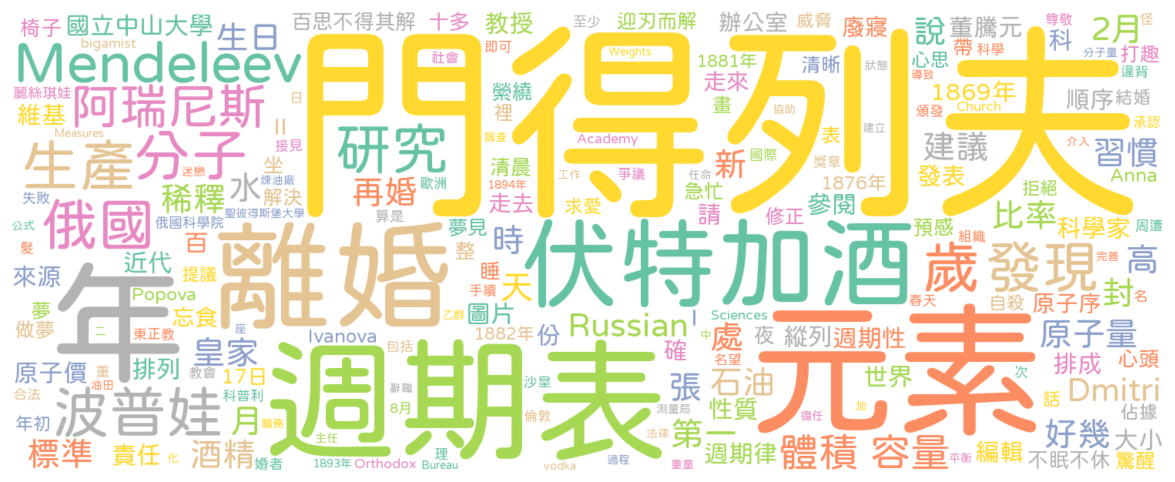 椅子 國立中山大學 生日 百思不得其解 十多 教授 迎刃而解 辦公室 威脅 廢寢 說 董騰元 尊敬 2月 怪
bigamist 社會 即可 至少 Weights 心思 帶 科學 科 分子量 打趣
Mendeleev 門得列夫 1881年 清晰 狀態 違背
麗絲琪娃 縈繞 走來 協助 1869年 導致
維基 阿瑞尼斯 日 裡 畫 表 建立 頒發 Church 順序 結婚
Measures II 接見 研究 調查 Academy 新 國際 獎章 承認
生產 分子 坐 煉油廠 清晨 爭議 1876年 建議 介入 習慣
迷戀 再婚 歐洲 1894年 工作 任命 急忙 發表 Anna
失敗 稀釋 水 解決 走去 求愛 請 修正 參閱 拒絕
俄國科學院 聖彼得斯堡大學 算是 比率 科學家
公式 俄國 百 夢見 時 預感 周遭
髮 離婚 整 伏特加酒 歲 組織 發現 完善 高
來源 近代 提議 睡 天 手續 春天 自殺 封
夢 年 Popova 忘食 乙醇 圖片 原子序 名
做夢 二 東正教 座 Ivanova 1882年 份 Russian I Sciences 夜 縱列 週期性 原子量
排列 皇家 包括 確 中 處 名望 元素 排成 心頭
原子價 重 教會 週期表 沙皇 張 世界 次
合法 油田 17日 科普利 辭職 8月 倫敦 測量局 石油 話 Dmitri
年初 波普娃 月 職務 主任 法律 性質 加 擔任 佔據
標準 責任 酒精 理 過程 第一 週期律 體積 容量 編輯 好幾 大小
化 婚者 1893年 Orthodox Bureau vodka 重量 平衡 不眠不休 驚醒